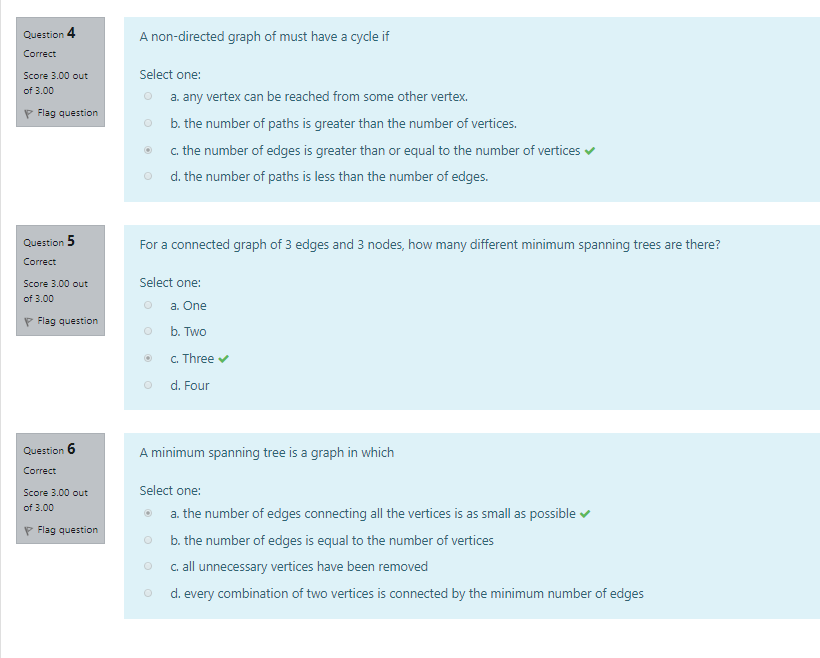 Question 4
Correct
Score 3.00 out
of 3.00
Flag question
A non-directed graph of must have a cycle if
Select one:
a. any vertex can be reached from some other vertex.
b. the number of paths is greater than the number of vertices.
c. the number of edges is greater than or equal to the number of vertices
d. the number of paths is less than the number of edges.
Question 5
Correct
Score 3.00 out
of 3.00
Flag question
For a connected graph of 3 edges and 3 nodes, how many different minimum spanning trees are there?
Select one:
a. One
b. Two
c. Three
d. Four
Question 6
Correct
Score 3.00 out
of 3.00
Flag question
A minimum spanning tree is a graph in which
Select one:
a. the number of edges connecting all the vertices is as small as possible
b. the number of edges is equal to the number of vertices
c. all unnecessary vertices have been removed
d. every combination of two vertices is connected by the minimum number of edges